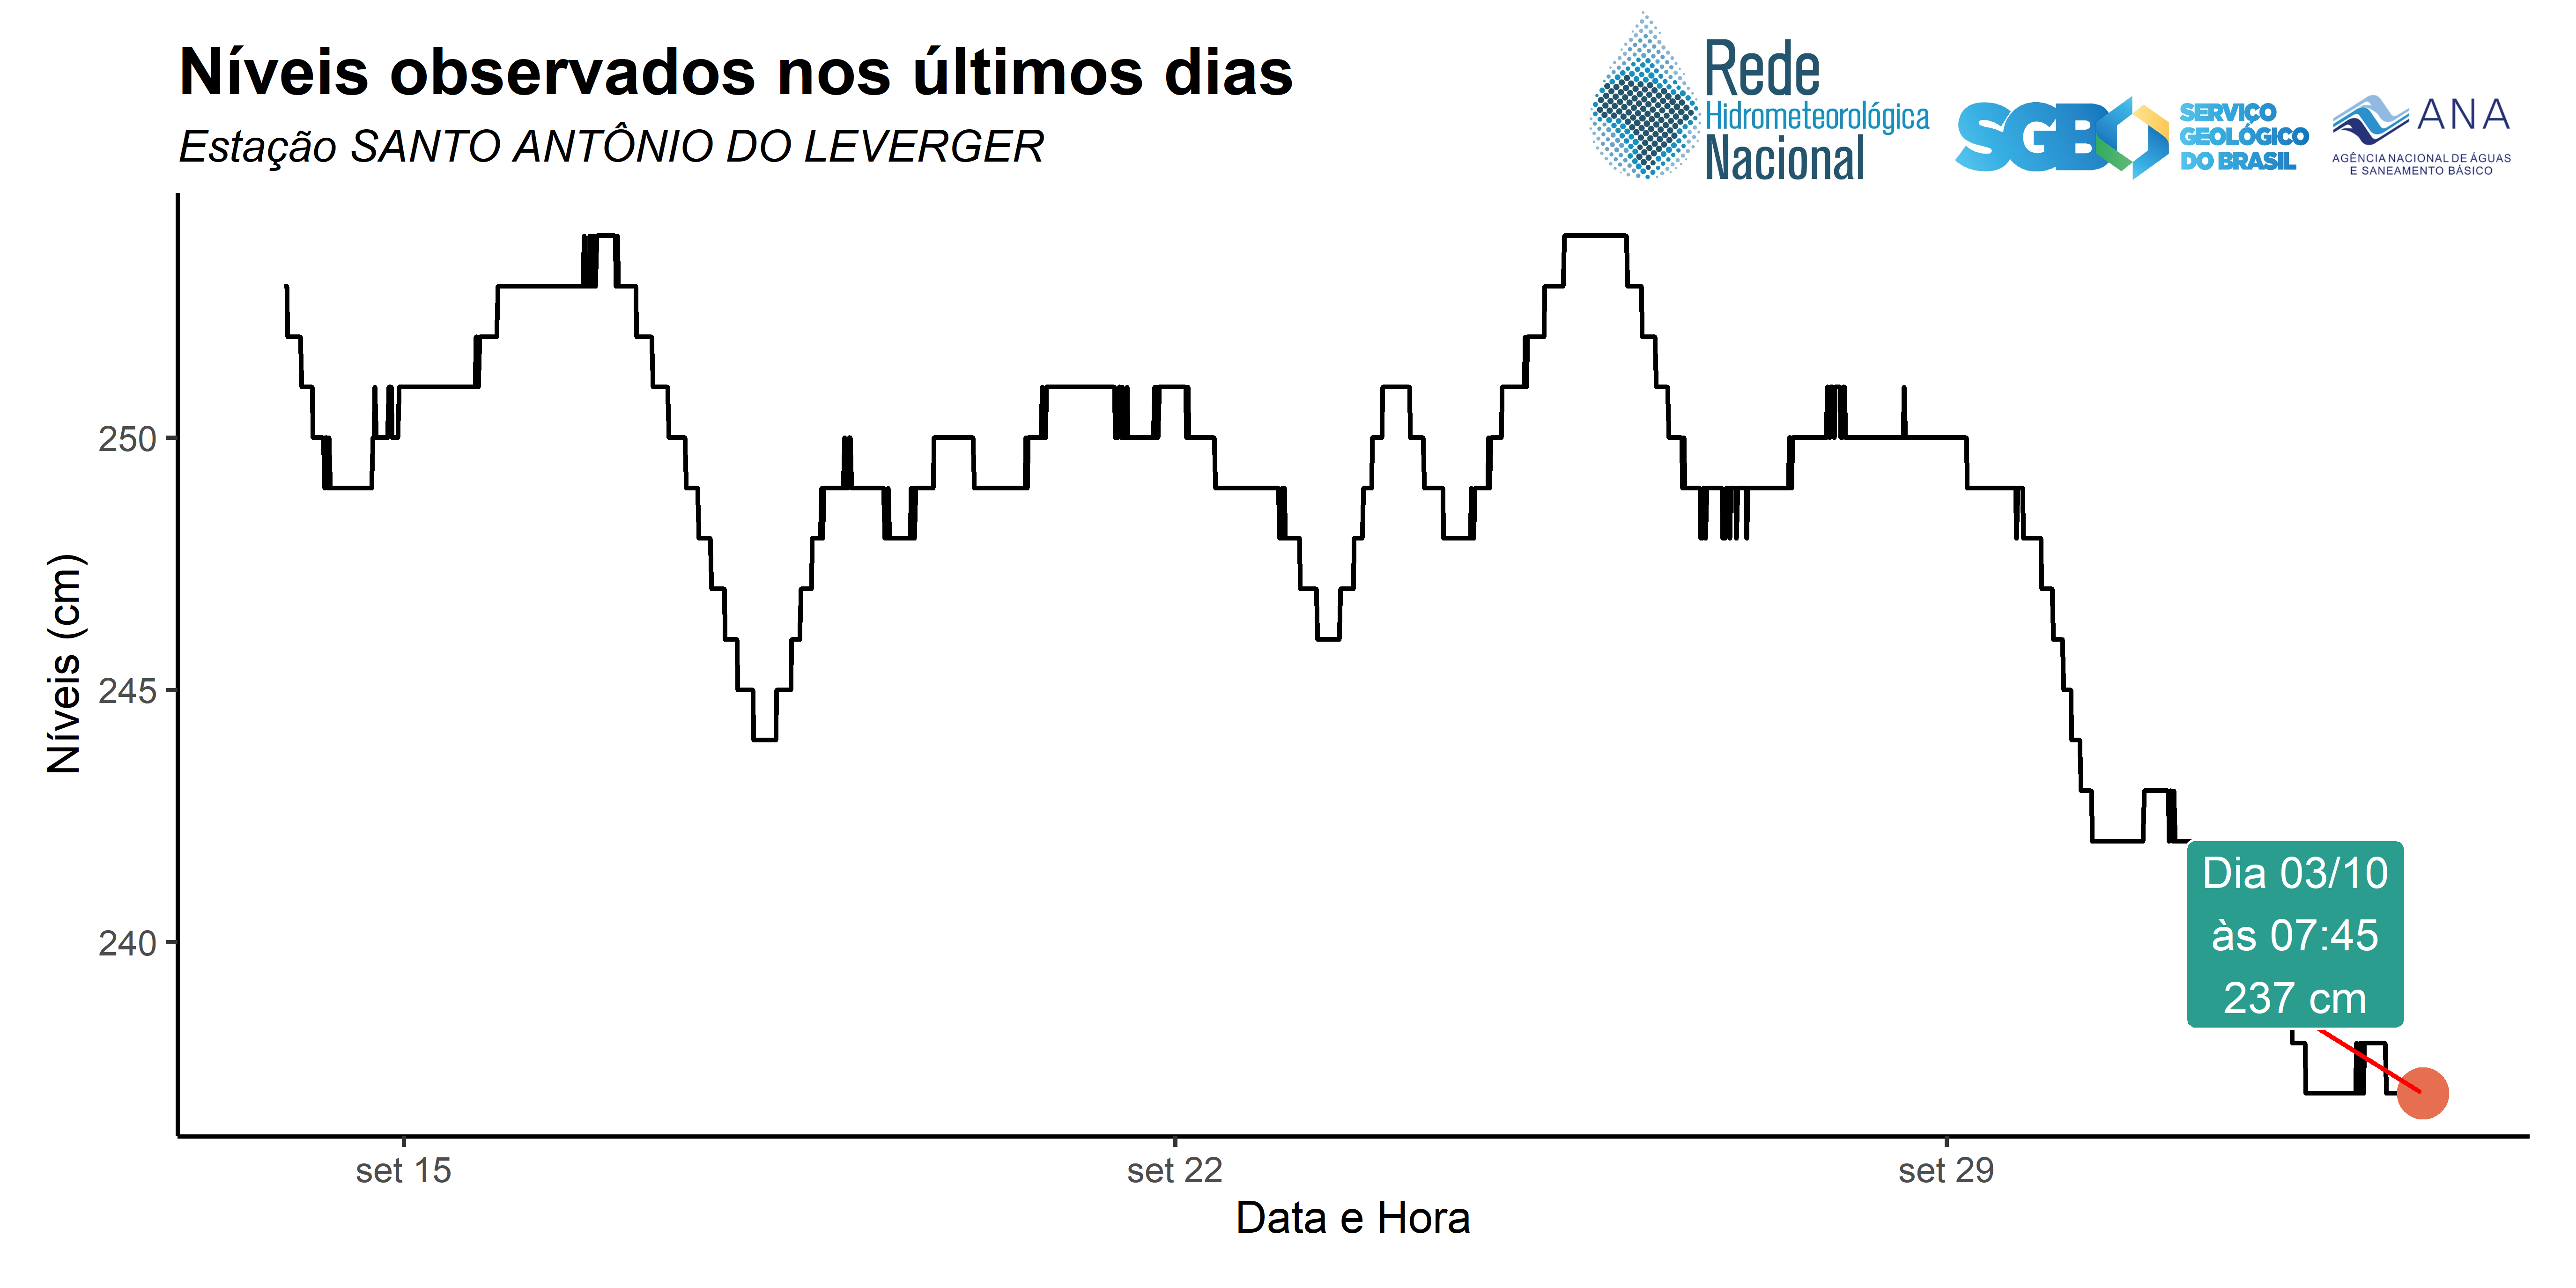 Níveis observados nos últimos dias
Estação SANTO ANTÔNIO DO LEVERGER
Rede
Hidrometeorológica
Nacional
SGB
SERVIÇO
GEOLÓGICO
DO BRASIL
ANA
AGÊNCIA NACIONAL DE ÁGUAS
E SANEAMENTO BÁSICO
Níveis (cm)
250
245
240
Dia 03/10
às 07:45
237 cm
set 15
set 22
set 29
Data e Hora